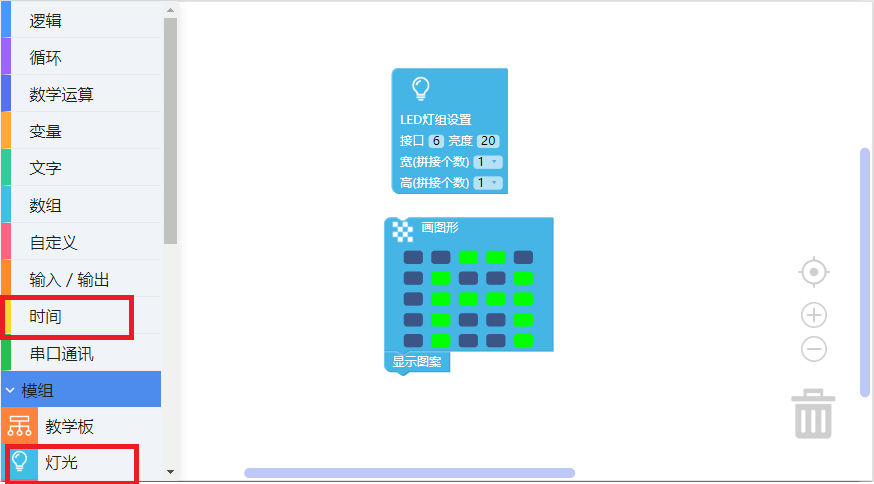 逻辑
循环
数学运算
变量
文字
数组
自定义
输入 / 输出
时间
串口通讯
模组
教学板
灯光
LED灯组设置
接口 6 亮度 20
宽(拼接个数) 1
高(拼接个数) 1
画图形
显示图案